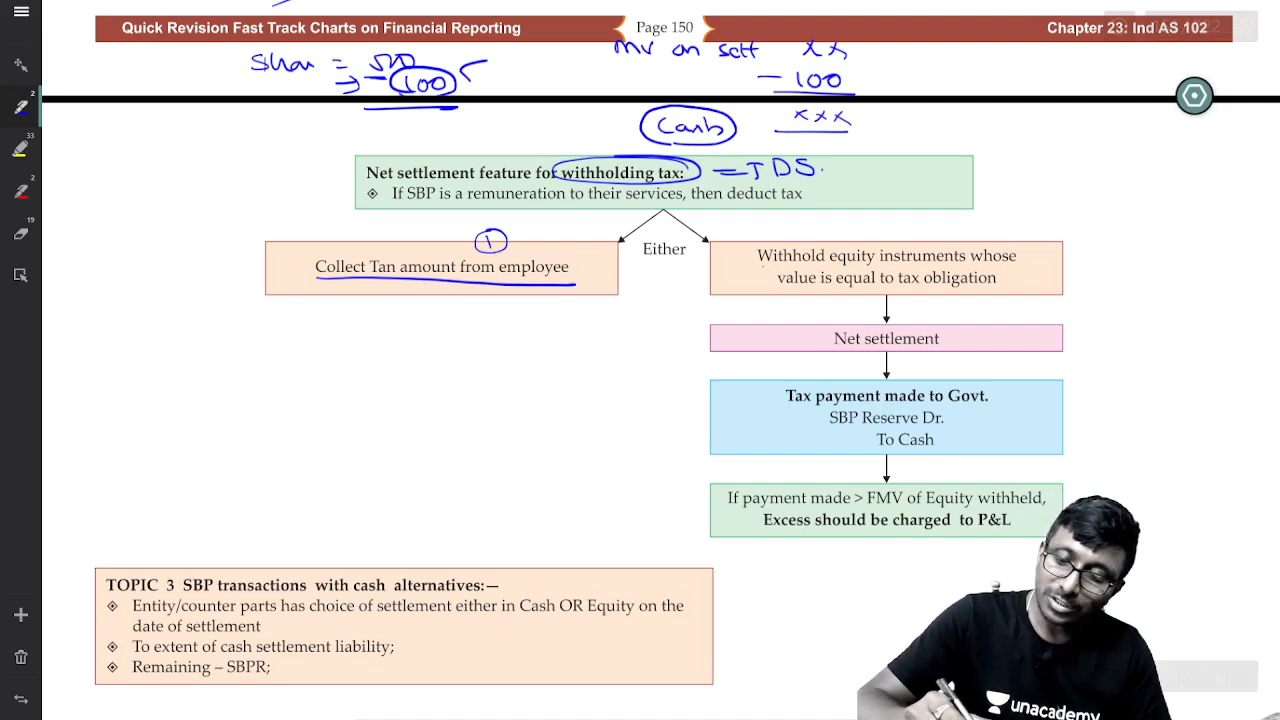 Quick Revision Fast Track Charts on Financial Reporting
Page 150
Chapter 23: Ind AS 102
mv on sett xx
Shar = 500
→ - 100
- 100
Cash xxx
Net settlement feature for withholding tax: = TDS.
If SBP is a remuneration to their services, then deduct tax
1
Either
Collect Tan amount from employee
Withhold equity instruments whose
value is equal to tax obligation
Net settlement
Tax payment made to Govt.
SBP Reserve Dr.
To Cash
If payment made > FMV of Equity withheld,
Excess should be charged to P&L
TOPIC 3 SBP transactions with cash alternatives:—
Entity/counter parts has choice of settlement either in Cash OR Equity on the
date of settlement
To extent of cash settlement liability;
Remaining – SBPR;
unacademy
2
33
2
19